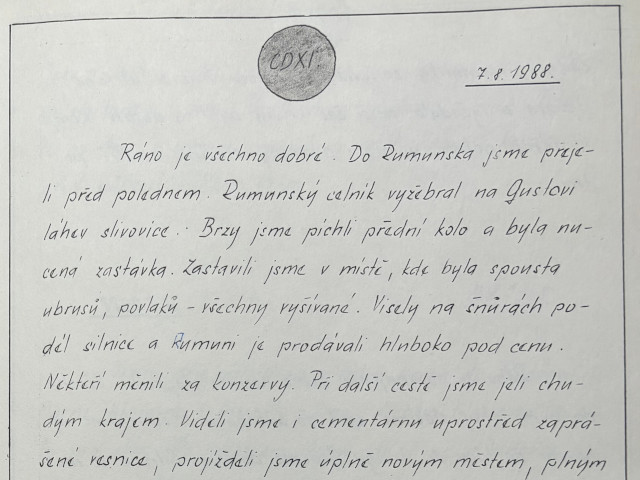 CDXI.
7.8.1988.
Ráno je všechno dobré. Do Rumunska jsme přeje-
li před polednem. Rumunský celník vyžebral na Gustovi
láhev slivovice. Brzy jsme píchli přední kolo a byla nu-
cená zastávka. Zastavili jsme v místě, kde byla spousta
ubrusů, povlaků - všechny vyšívané. Visely na šňůrách po-
dél silnice a Rumuni je prodávali hluboko pod cenu.
Někteří měnili za konzervy. Při další cestě jsme jeli chu-
dým krajem. Viděli jsme i cementárnu uprostřed zaprá-
šené vesnice, projížděli jsme úplně novým městem, plným